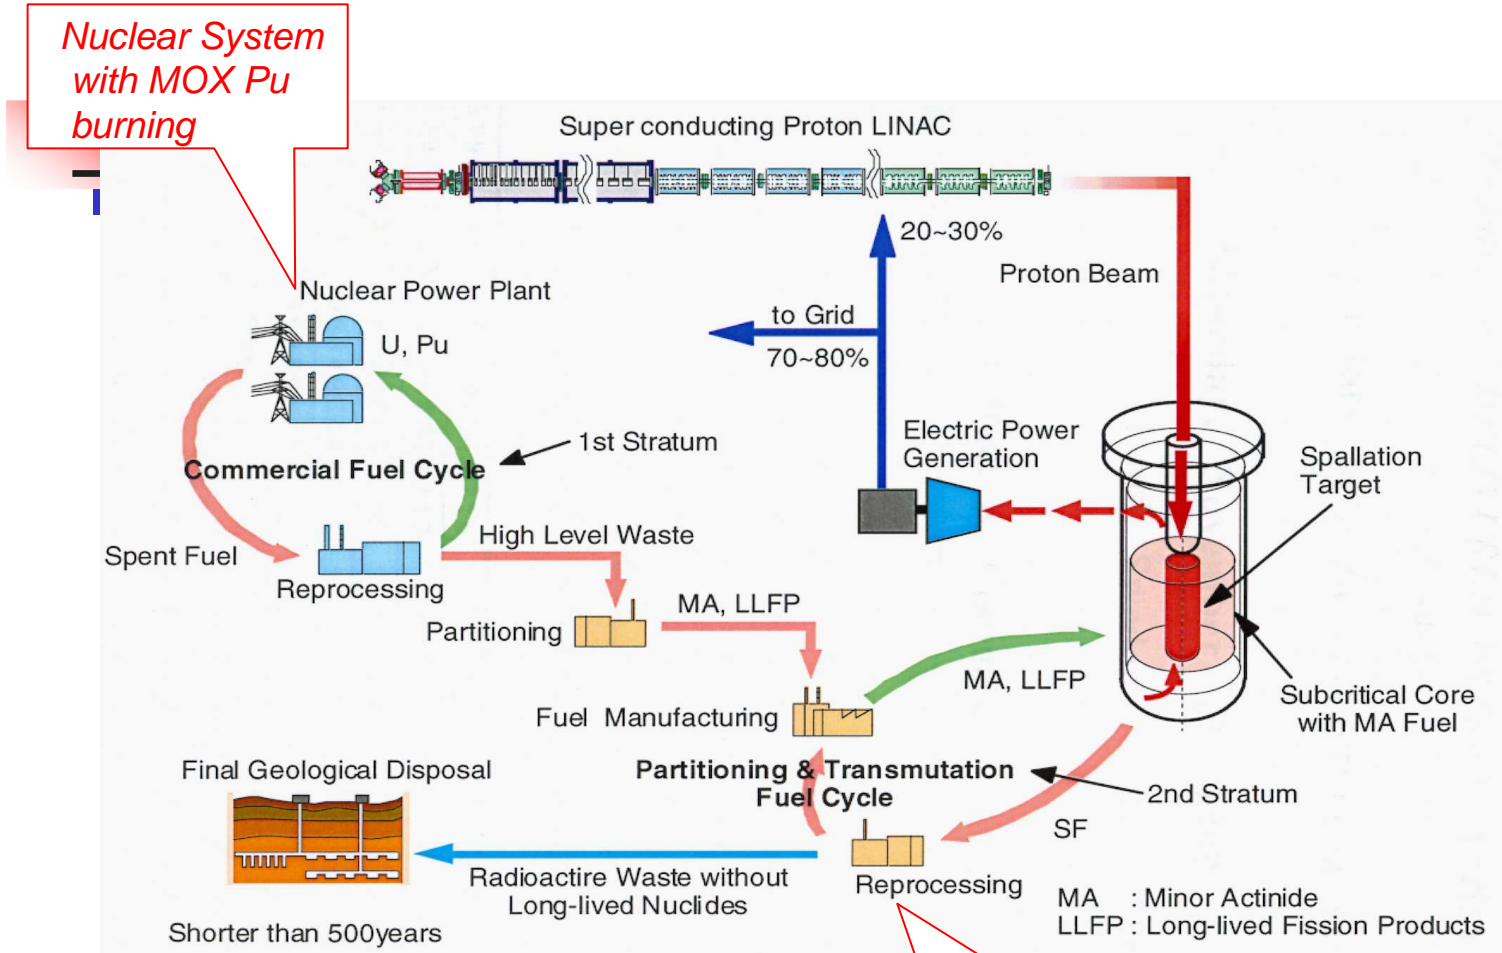 Nuclear System
with MOX Pu
burning
Super conducting Proton LINAC
20~30%
Proton Beam
Nuclear Power Plant
to Grid
70~80%
U, Pu
Electric Power
Generation
1st Stratum
Spallation
Target
Commercial Fuel Cycle
High Level Waste
Spent Fuel
Reprocessing
MA, LLFP
Partitioning
MA, LLFP
Subcritical Core
with MA Fuel
Fuel Manufacturing
Final Geological Disposal
Partitioning & Transmutation
Fuel Cycle
2nd Stratum
SF
Radioactire Waste without
Long-lived Nuclides
Reprocessing
MA : Minor Actinide
LLFP : Long-lived Fission Products
Shorter than 500years